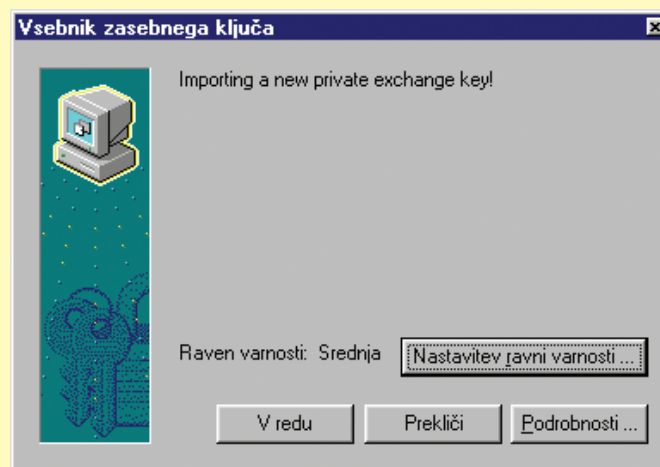 Vsebnik zasebnega ključa
Importing a new private exchange key!
Raven varnosti: Srednja
Nastavitev ravni varnosti ...
V redu
Prekliči
Podrobnosti ...